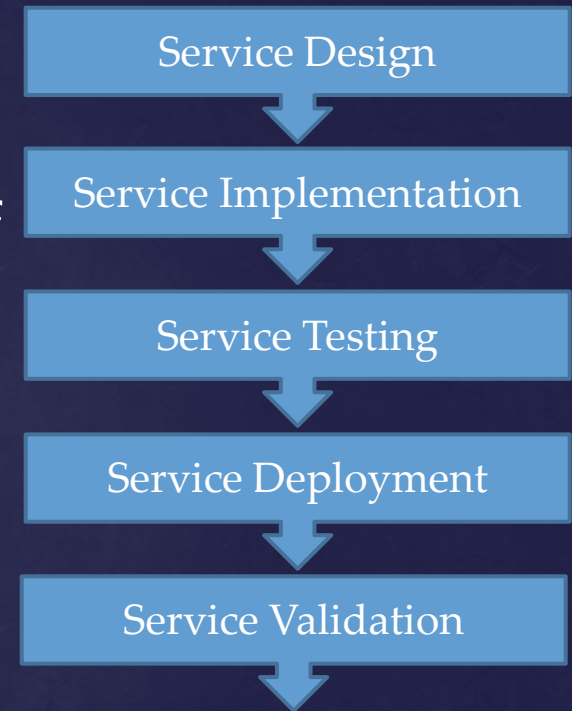 Service Design
Service Implementation
Service Testing
Service Deployment
Service Validation